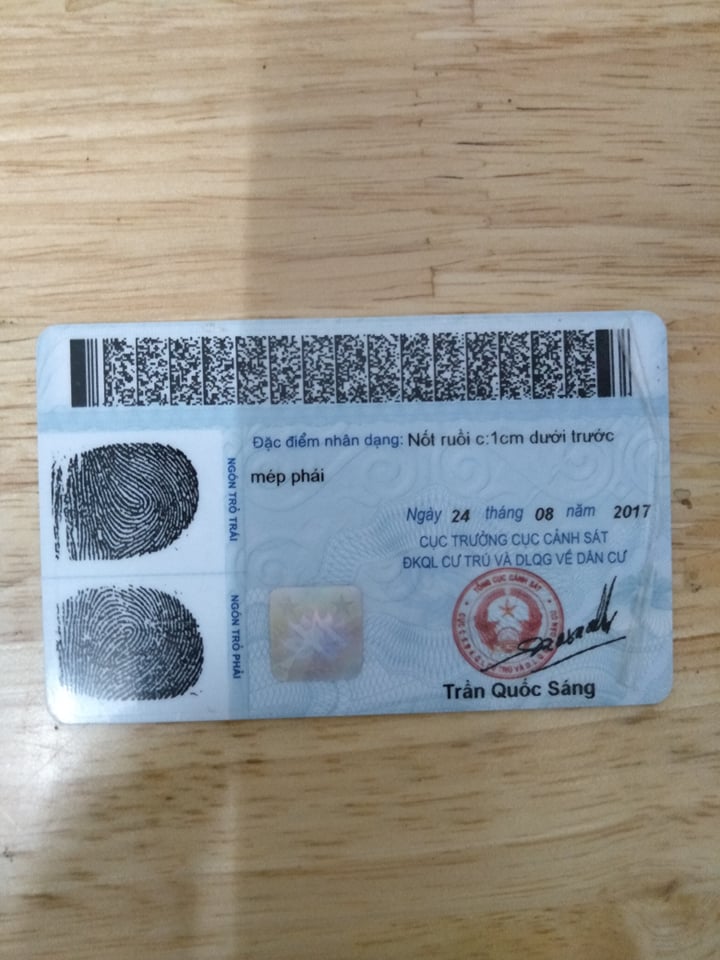 Đặc điểm nhân dạng: Nốt ruồi c:1cm dưới trước
mép phải
NGÓN TRỎ TRÁI
NGÓN TRỎ PHẢI
Ngày 24 tháng 08 năm 2017
CỤC TRƯỞNG CỤC CẢNH SÁT
ĐKQL CƯ TRÚ VÀ DLQG VỀ DÂN CƯ
TỔNG CỤC CẢNH SÁT
Trần Quốc Sáng